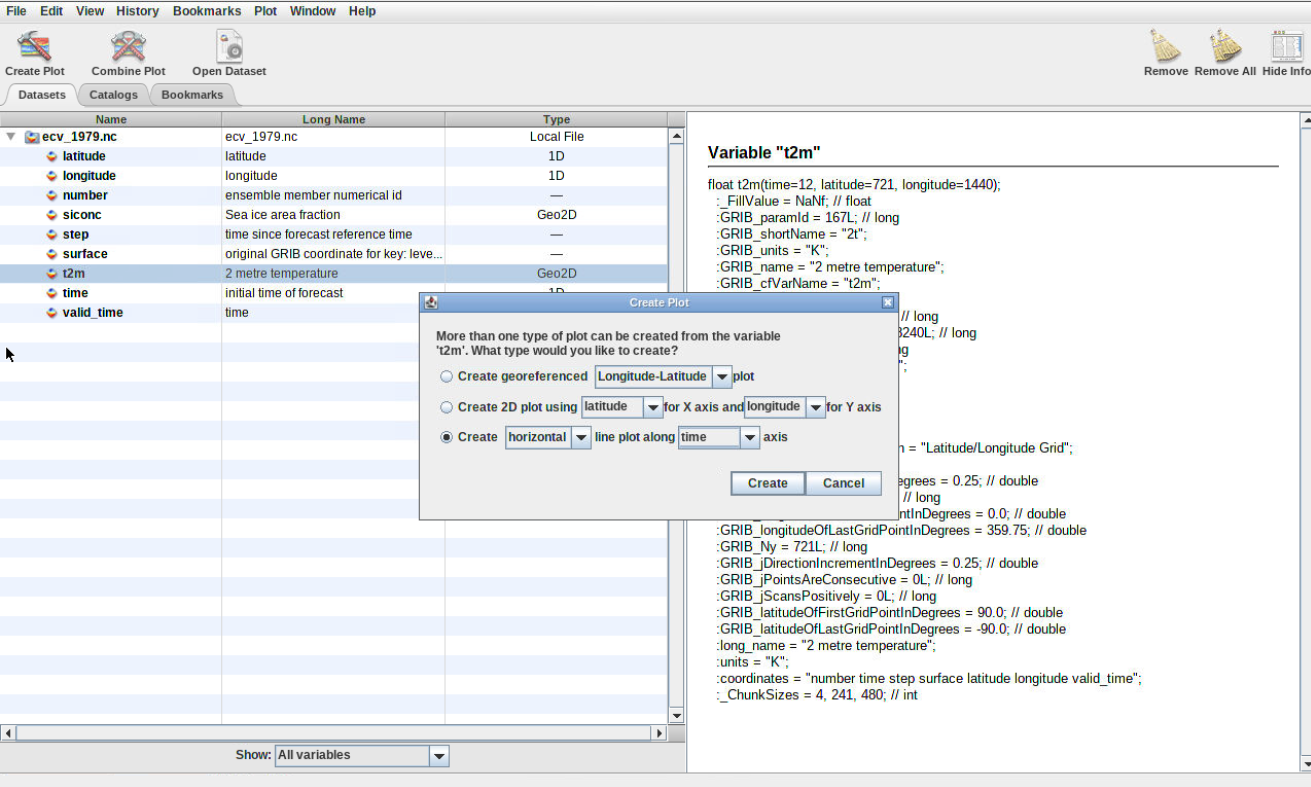 File Edit View History Bookmarks Plot Window Help
Create Plot Combine Plot Open Dataset Remove Remove All Hide Info
Datasets Catalogs Bookmarks
Name Long Name Type
ecv_1979.nc ecv_1979.nc Local File
latitude latitude 1D
longitude longitude 1D
number ensemble member numerical id —
siconc Sea ice area fraction Geo2D
step time since forecast reference time —
surface original GRIB coordinate for key: leve... —
t2m 2 metre temperature Geo2D
time initial time of forecast 1D
valid_time time
Show: All variables
Create Plot
More than one type of plot can be created from the variable
't2m'. What type would you like to create?
Create georeferenced Longitude-Latitude plot
Create 2D plot using latitude for X axis and longitude for Y axis
Create horizontal line plot along time axis
Create Cancel
Variable "t2m"
float t2m(time=12, latitude=721, longitude=1440);
:_FillValue = NaNf; // float
:GRIB_paramId = 167L; // long
:GRIB_shortName = "2t";
:GRIB_units = "K";
:GRIB_name = "2 metre temperature";
:GRIB_cfVarName = "t2m";
// long
3240L; // long
ng
";
n = "Latitude/Longitude Grid";
egrees = 0.25; // double
// long
ntInDegrees = 0.0; // double
:GRIB_longitudeOfLastGridPointInDegrees = 359.75; // double
:GRIB_Ny = 721L; // long
:GRIB_jDirectionIncrementInDegrees = 0.25; // double
:GRIB_jPointsAreConsecutive = 0L; // long
:GRIB_jScansPositively = 0L; // long
:GRIB_latitudeOfFirstGridPointInDegrees = 90.0; // double
:GRIB_latitudeOfLastGridPointInDegrees = -90.0; // double
:long_name = "2 metre temperature";
:units = "K";
:coordinates = "number time step surface latitude longitude valid_time";
:_ChunkSizes = 4, 241, 480; // int